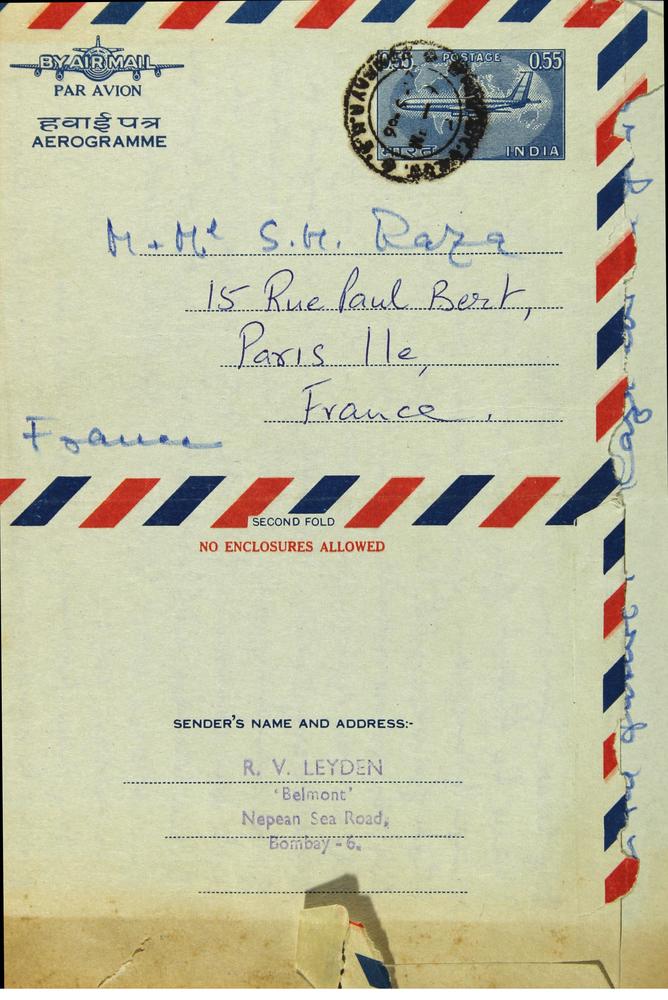 BY AIR MAIL
PAR AVION
हवाई पत्र
AEROGRAMME
0.55 POSTAGE 0.55
भारत INDIA
M. + Me S. H. Raza
15 Rue Paul Bert,
Paris 11e,
France.
France
SECOND FOLD
NO ENCLOSURES ALLOWED
SENDER'S NAME AND ADDRESS:-
R. V. LEYDEN
'Belmont'
Nepean Sea Road,
Bombay - 6.